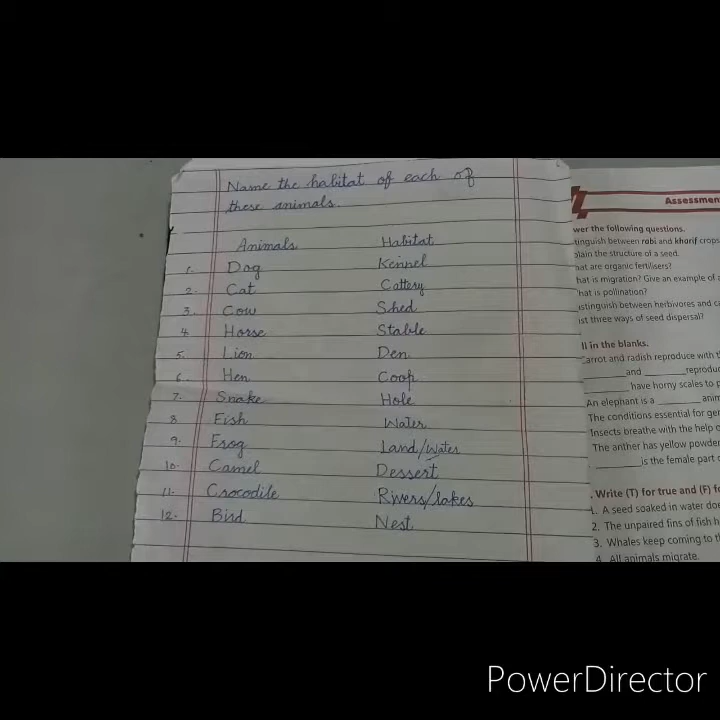 Name the habitat of each of
these animals.
Animals Habitat
1. Dog Kennel
2. Cat Cattery
3. Cow Shed
4. Horse Stable
5. Lion Den
6. Hen Coop
7. Snake Hole
8. Fish Water
9. Frog Land/Water
10. Camel Dessert
11. Crocodile Rivers/lakes
12. Bird Nest
Assessmen
wer the following questions.
tinguish between rabi and kharif crops
plain the structure of a seed.
hat are organic fertilisers?
hat is migration? Give an example of a
hat is pollination?
istinguish between herbivores and ca
ist three ways of seed dispersal?
ll in the blanks.
Carrot and radish reproduce with t
_____ and _____ reproduc
_____ have horny scales to p
An elephant is a _____ anim
The conditions essential for ger
Insects breathe with the help o
The anther has yellow powder
_____ is the female part o
. Write (T) for true and (F) f
1. A seed soaked in water doe
2. The unpaired fins of fish h
3. Whales keep coming to t
4. All animals migrate.
PowerDirector